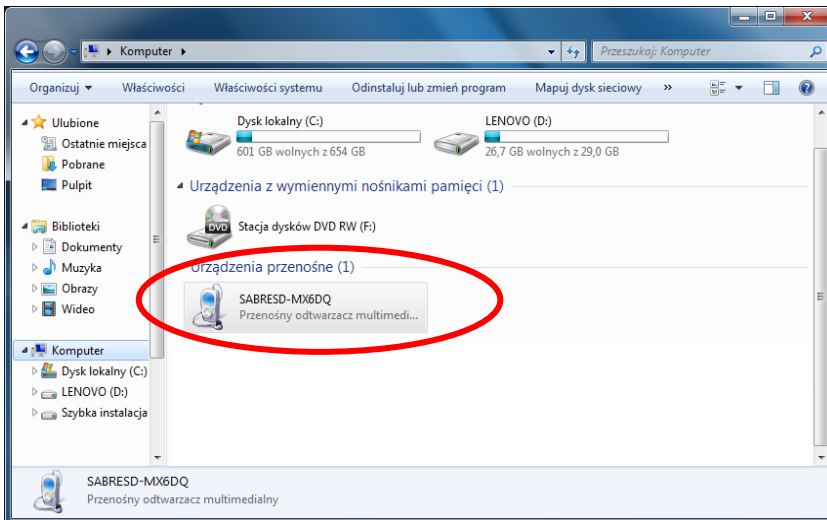 Komputer
Przeszukaj: Komputer
Organizuj
Właściwości
Właściwości systemu
Odinstaluj lub zmień program
Mapuj dysk sieciowy
»
Ulubione
Ostatnie miejsca
Pobrane
Pulpit
Biblioteki
Dokumenty
Muzyka
Obrazy
Wideo
Komputer
Dysk lokalny (C:)
LENOVO (D:)
Szybka instalacja
Dysk lokalny (C:)
601 GB wolnych z 654 GB
LENOVO (D:)
26,7 GB wolnych z 29,0 GB
Urządzenia z wymiennymi nośnikami pamięci (1)
DVD
Stacja dysków DVD RW (F:)
Urządzenia przenośne (1)
SABRESD-MX6DQ
Przenośny odtwarzacz multimedi...
SABRESD-MX6DQ
Przenośny odtwarzacz multimedialny